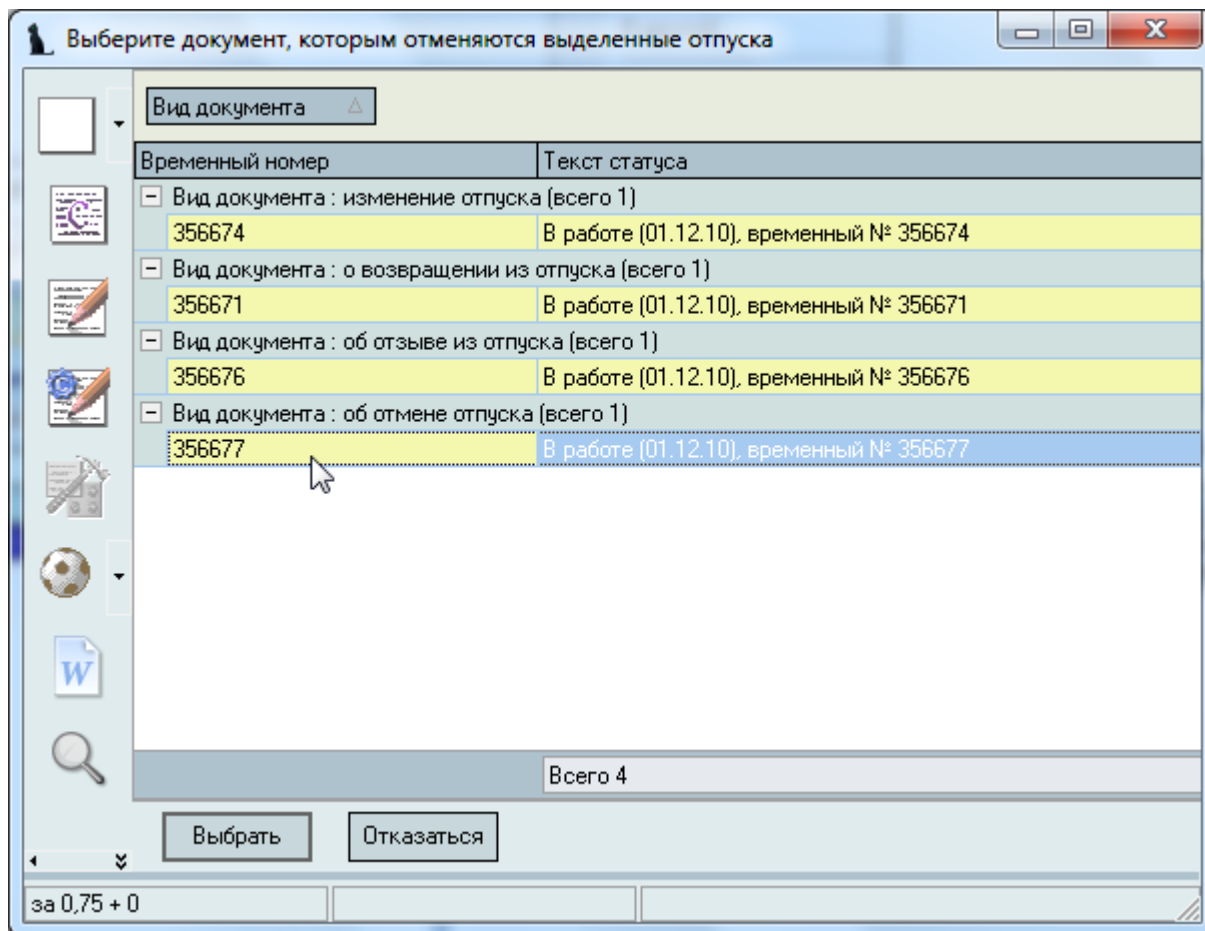 Выберите документ, которым отменяются выделенные отпуска
Вид документа
Временный номер Текст статуса
Вид документа : изменение отпуска (всего 1)
356674 В работе (01.12.10), временный № 356674
Вид документа : о возвращении из отпуска (всего 1)
356671 В работе (01.12.10), временный № 356671
Вид документа : об отзыве из отпуска (всего 1)
356676 В работе (01.12.10), временный № 356676
Вид документа : об отмене отпуска (всего 1)
356677 В работе (01.12.10), временный № 356677
Всего 4
Выбрать Отказаться
за 0,75 + 0